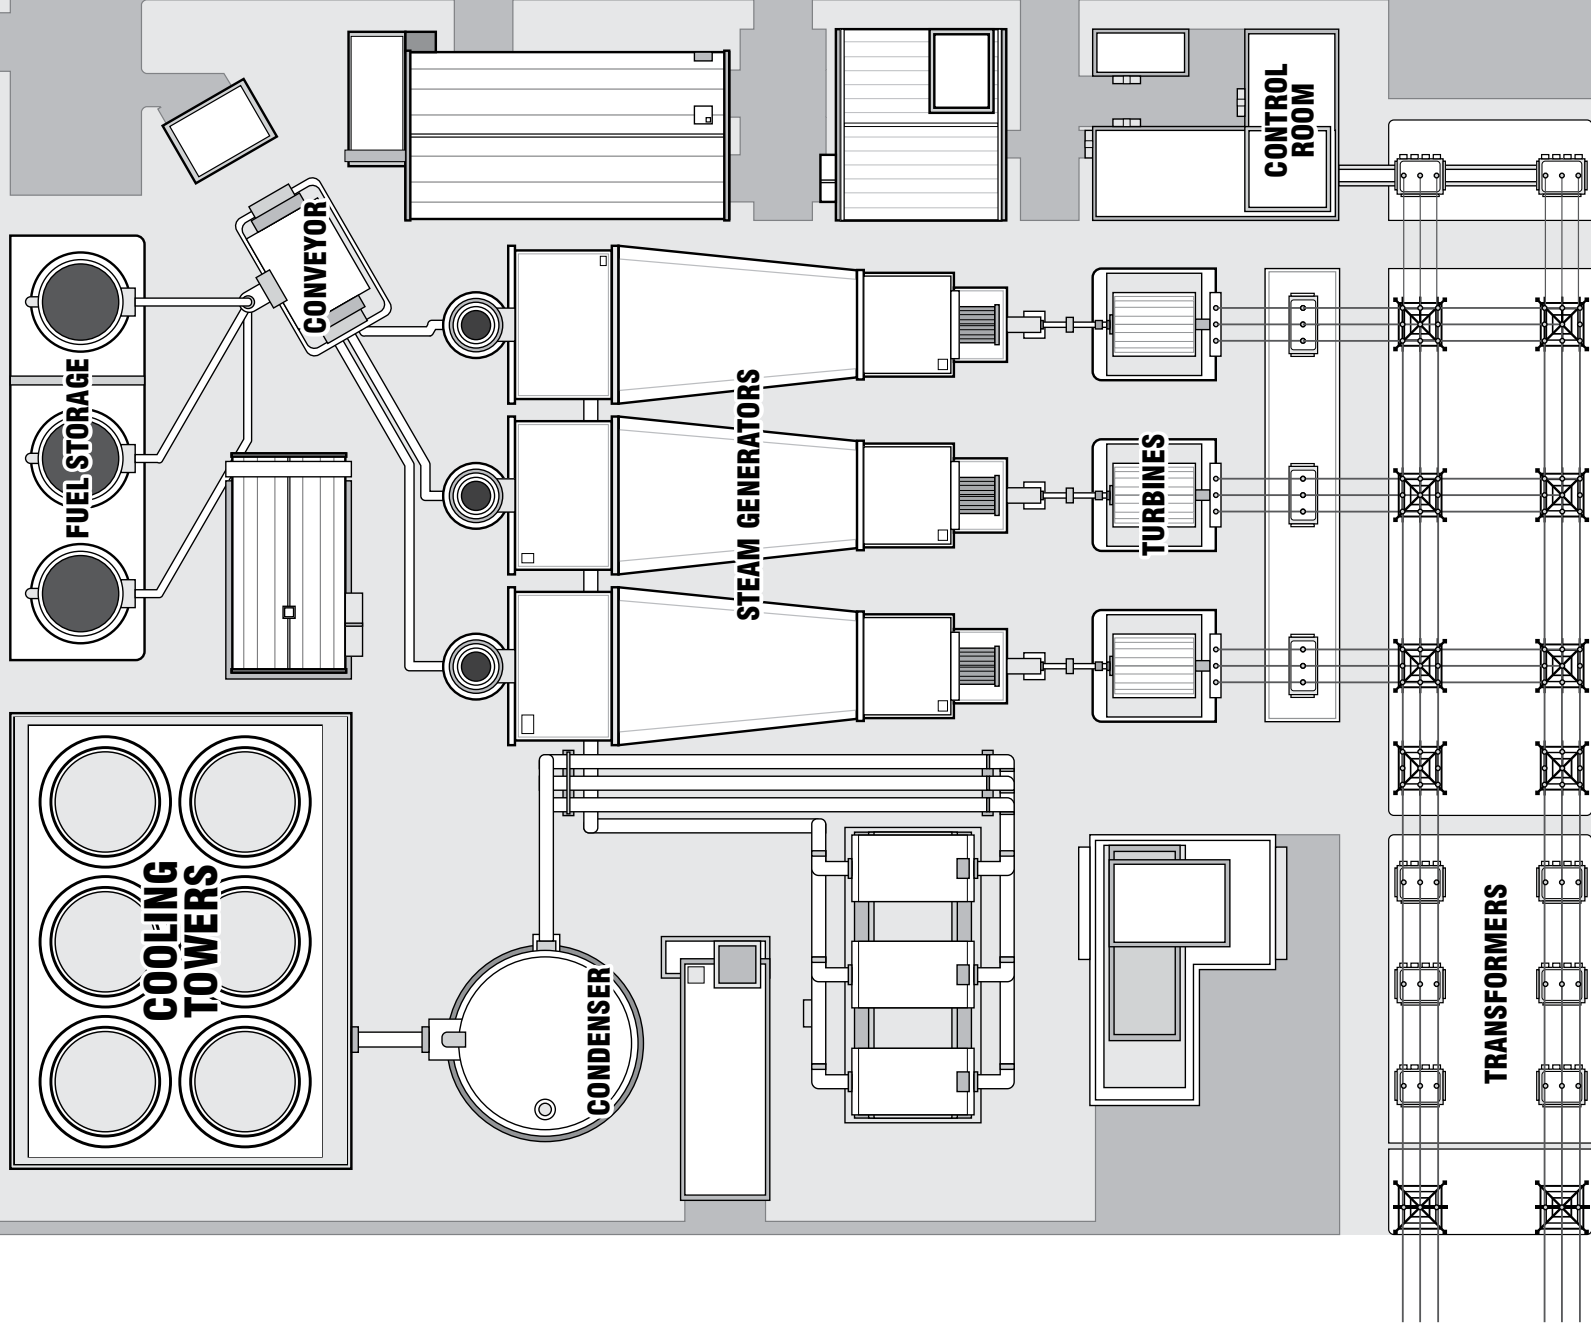 CONTROL
ROOM
CONVEYOR
FUEL STORAGE
STEAM GENERATORS
TURBINES
COOLING
TOWERS
CONDENSER
TRANSFORMERS